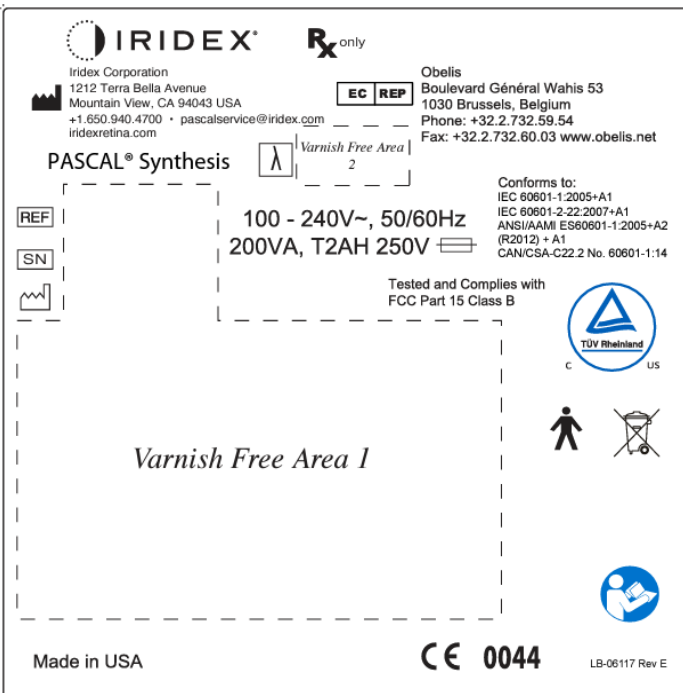 IRIDEX®
Rx only
Iridex Corporation
1212 Terra Bella Avenue
Mountain View, CA 94043 USA
+1.650.940.4700 • pascalservice@iridex.com
iridexretina.com
EC REP
Obelis
Boulevard Général Wahis 53
1030 Brussels, Belgium
Phone: +32.2.732.59.54
Fax: +32.2.732.60.03 www.obelis.net
PASCAL® Synthesis
λ
Varnish Free Area
2
REF
SN
100 - 240V~, 50/60Hz
200VA, T2AH 250V
Conforms to:
IEC 60601-1:2005+A1
IEC 60601-2-22:2007+A1
ANSI/AAMI ES60601-1:2005+A2
(R2012) + A1
CAN/CSA-C22.2 No. 60601-1:14
Tested and Complies with
FCC Part 15 Class B
TÜV Rheinland
C US
Varnish Free Area 1
Made in USA
CE 0044
LB-06117 Rev E